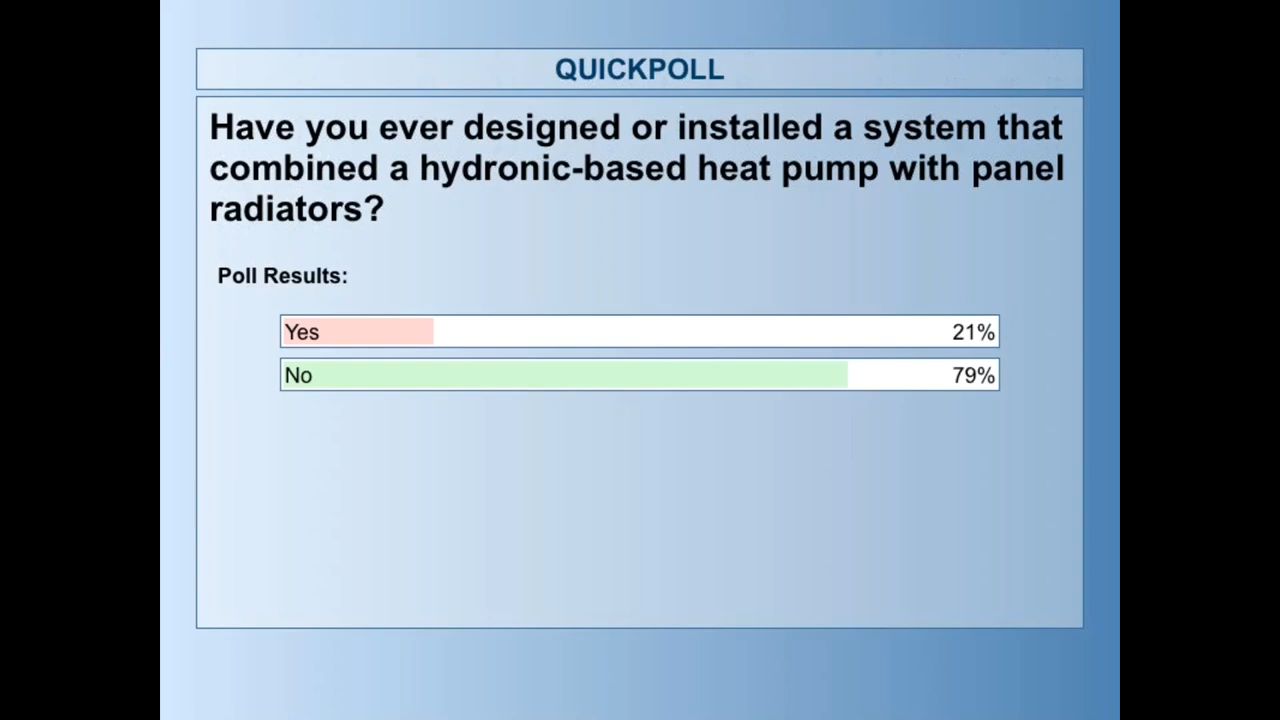 QUICKPOLL
Have you ever designed or installed a system that
combined a hydronic-based heat pump with panel
radiators?
Poll Results:
Yes 21%
No 79%